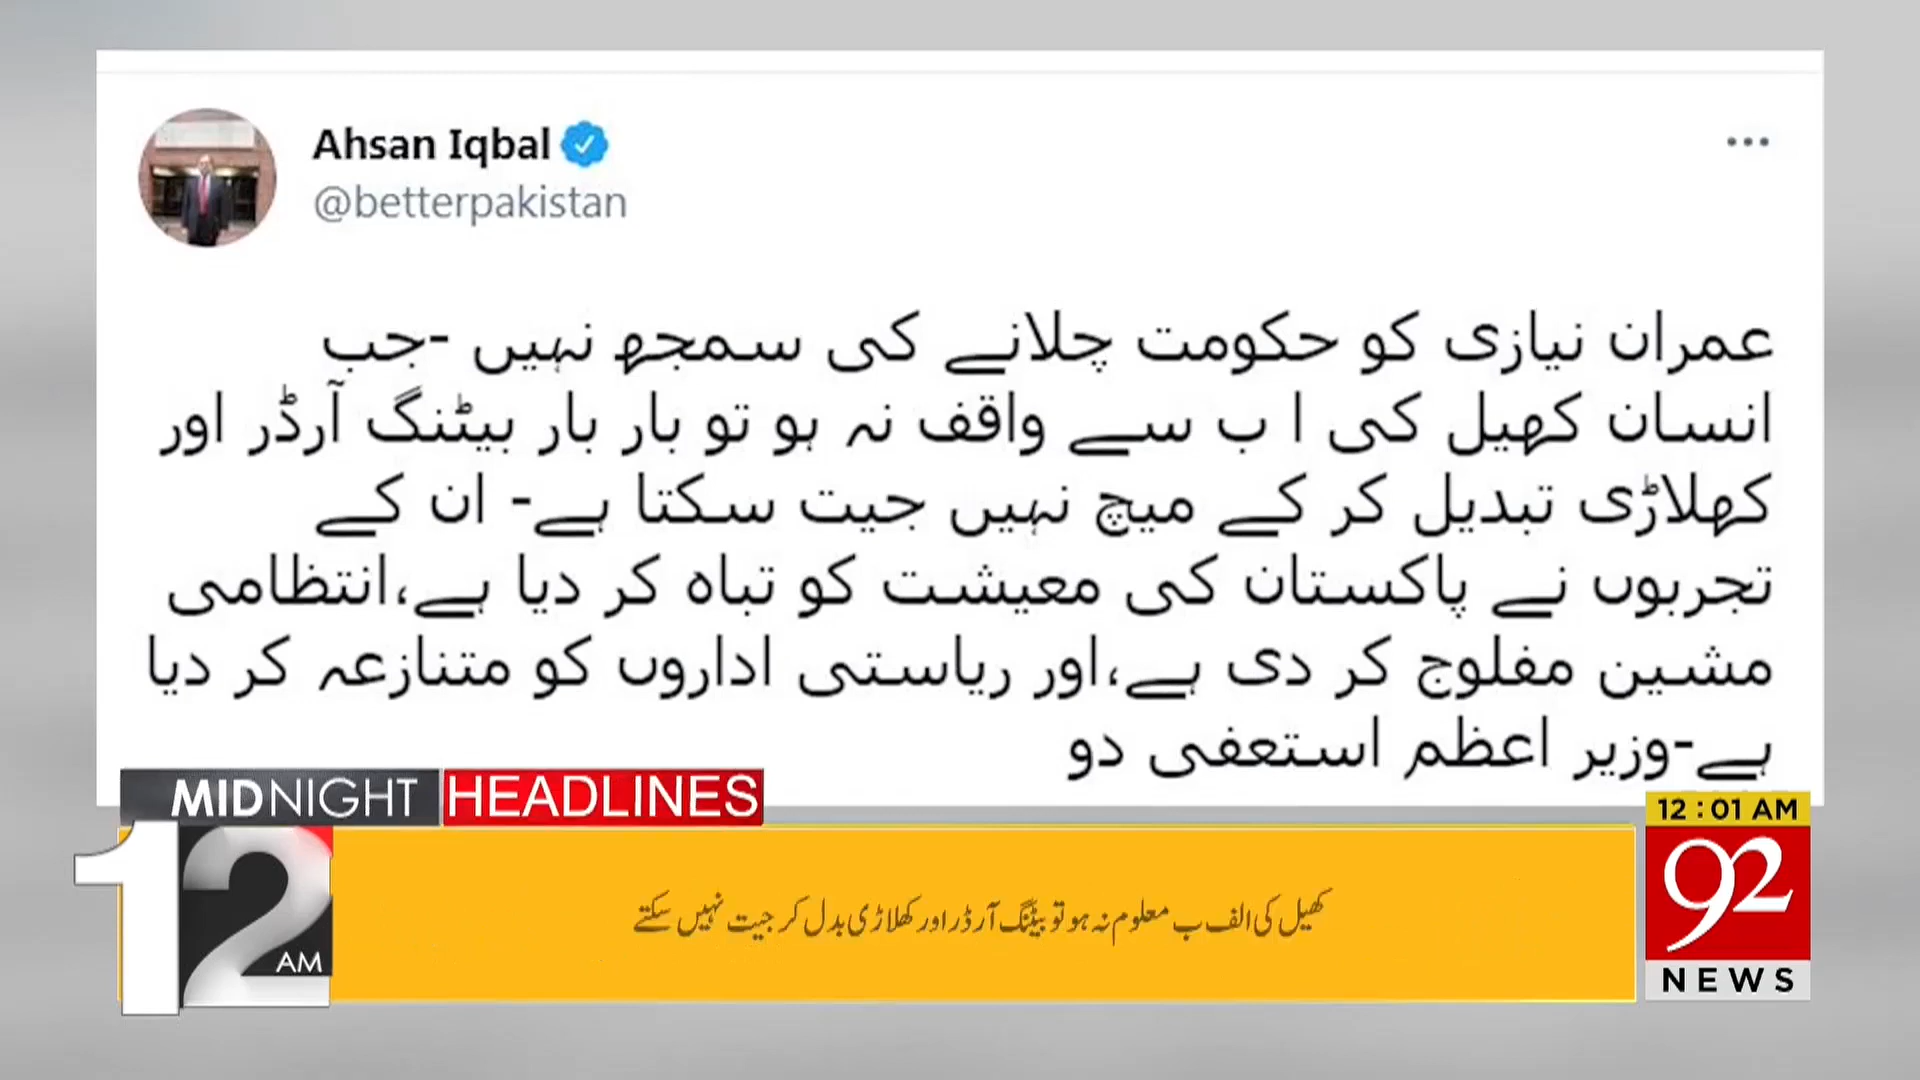 Ahsan Iqbal
@betterpakistan
عمران نیازی کو حکومت چلانے کی سمجھ نہیں -جب
انسان کھیل کی ا ب سے واقف نہ ہو تو بار بار بیٹنگ آرڈر اور
کھلاڑی تبدیل کر کے میچ نہیں جیت سکتا ہے- ان کے
تجربوں نے پاکستان کی معیشت کو تباہ کر دیا ہے،انتظامی
مشین مفلوج کر دی ہے،اور ریاستی اداروں کو متنازعہ کر دیا
ہے-وزیر اعظم استعفی دو
MIDNIGHT HEADLINES
12 AM
کھیل کی الف ب معلوم نہ ہو تو بیٹنگ آرڈر اور کھلاڑی بدل کر جیت نہیں سکتے
12:01 AM
92
NEWS